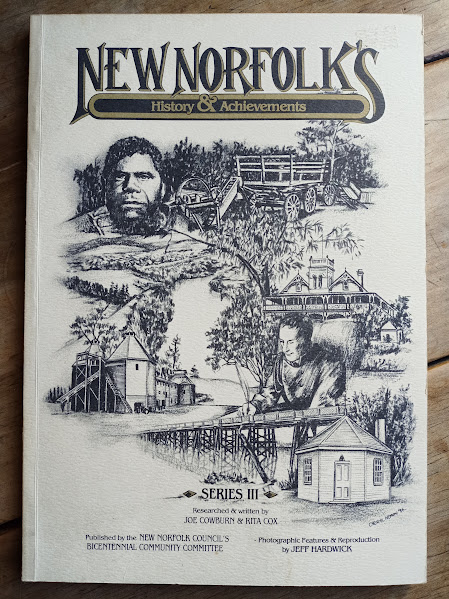 NEW NORFOLK'S
History & Achievements
SERIES III
Researched & written by
JOE COWBURN & RITA COX
Published by the NEW NORFOLK COUNCIL'S
BICENTENNIAL COMMUNITY COMMITTEE
- Photographic Features & Reproduction
by JEFF HARDWICK